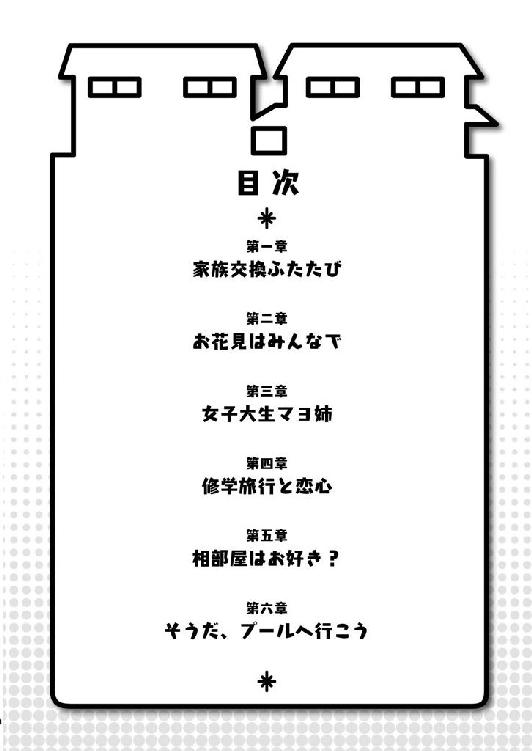 目次
＊
第一章
家族交換ふたたび
第二章
お花見はみんなで
第三章
女子大生マヨ姉
第四章
修学旅行と恋心
第五章
相部屋はお好き？
第六章
そうだ、プールへ行こう
＊